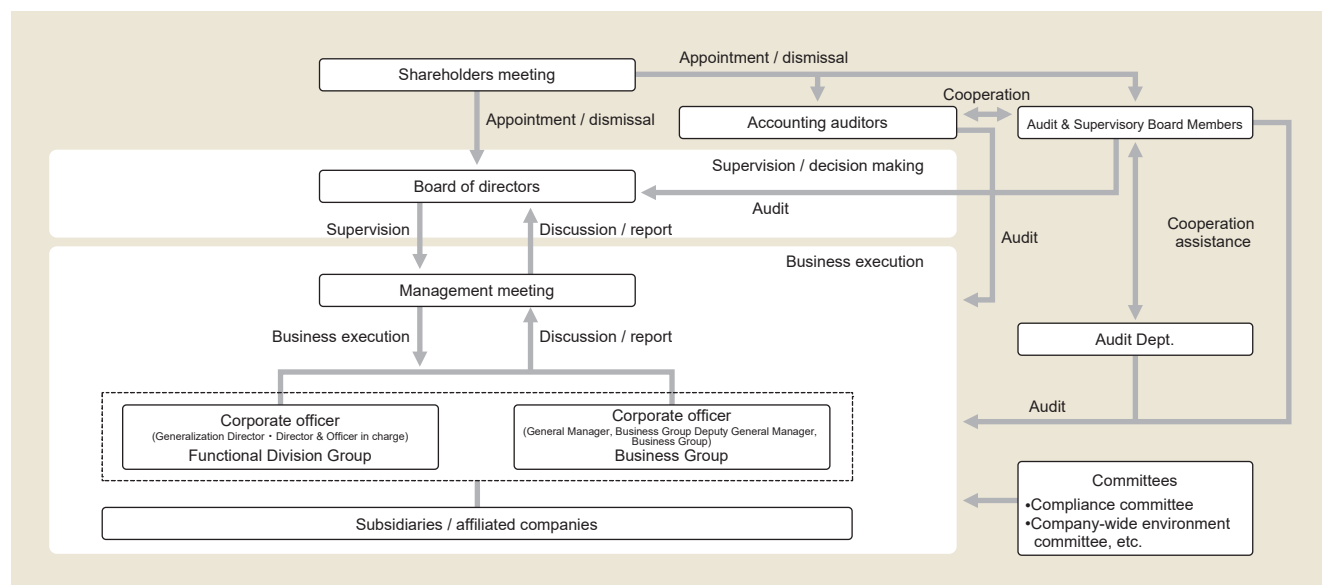 Shareholders meeting
Appointment / dismissal
Cooperation
Accounting auditors
Audit & Supervisory Board Members
Appointment / dismissal
Supervision / decision making
Board of directors
Audit
Supervision
Discussion / report
Audit
Cooperation
assistance
Business execution
Management meeting
Business execution
Discussion / report
Audit Dept.
Audit
Corporate officer
(Generalization Director・Director & Officer in charge)
Functional Division Group
Corporate officer
(General Manager, Business Group Deputy General Manager,
Business Group)
Business Group
Subsidiaries / affiliated companies
Committees
•Compliance committee
•Company-wide environment
committee, etc.